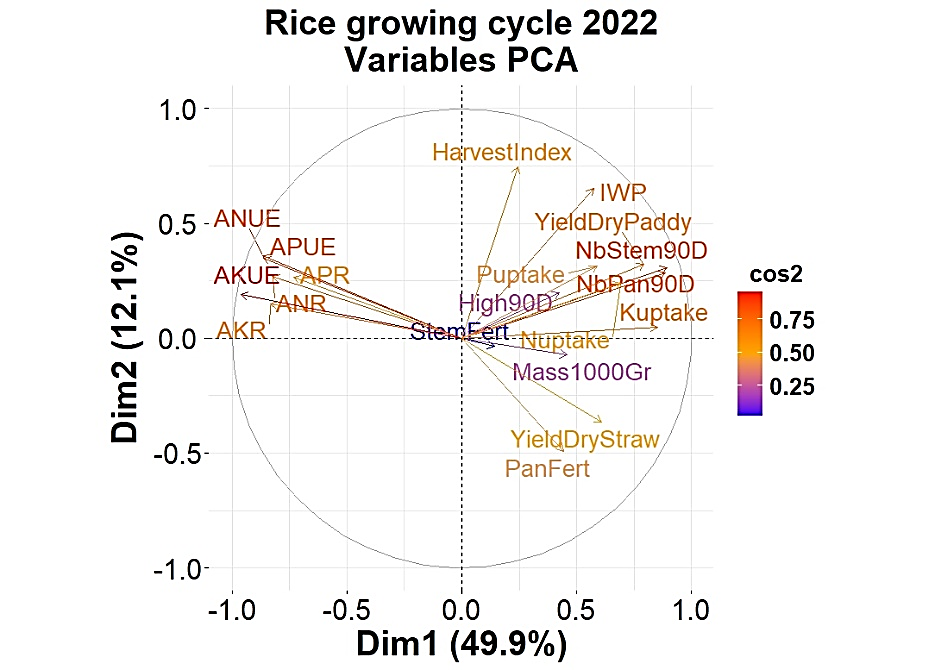 Rice growing cycle 2022
Variables PCA
1.0
0.5
0.0
-0.5
-1.0
Dim2 (12.1%)
HarvestIndex
IWP
YieldDryPaddy
NbStem90D
Puptake
NbPan90D
High90D
Kuptake
StemFert
Nuptake
Mass1000Gr
YieldDryStraw
PanFert
ANUE
APUE
AKUE
APR
ANR
AKR
-1.0
-0.5
0.0
0.5
1.0
Dim1 (49.9%)
cos2
0.75
0.50
0.25